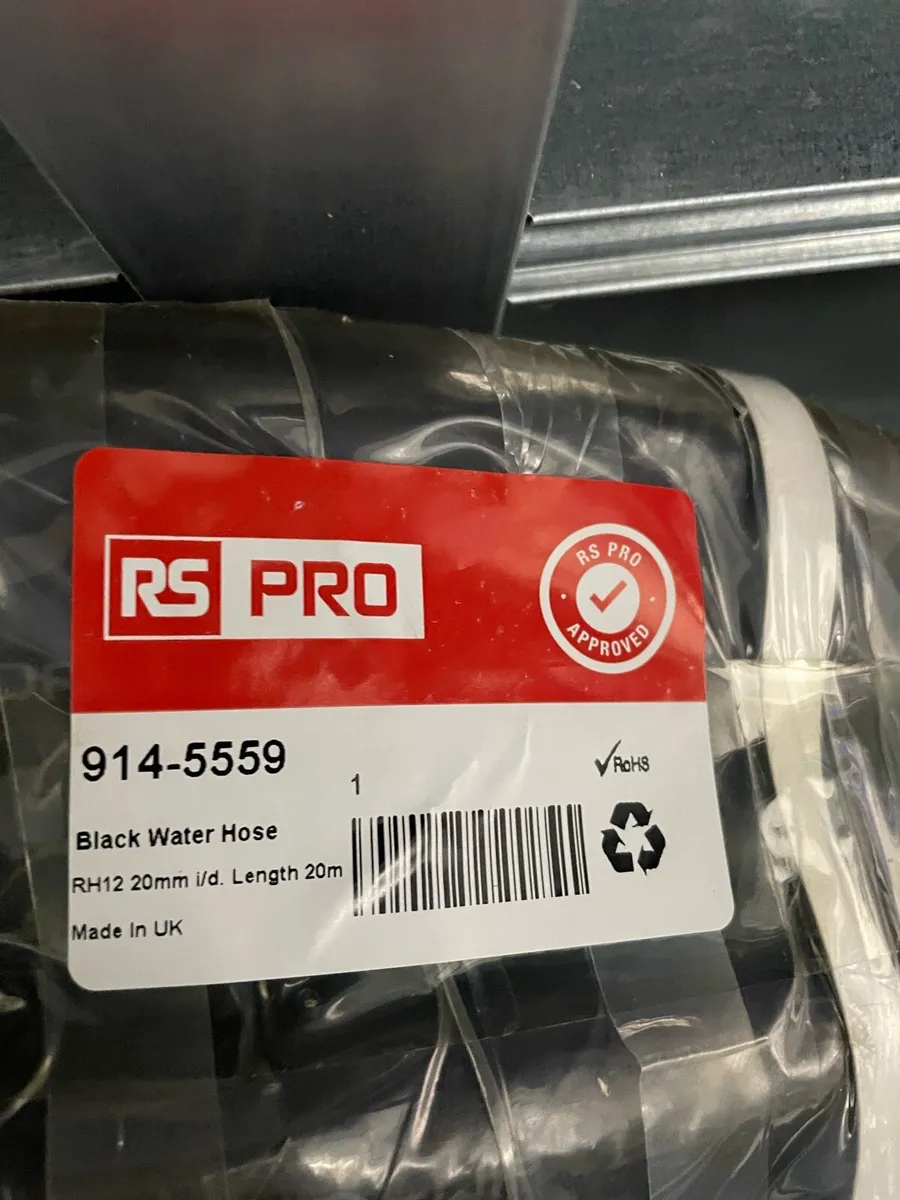 RS PRO
RS PRO
APPROVED
914-5559
1
RoHS
Black Water Hose
RH12 20mm i/d. Length 20m
Made In UK